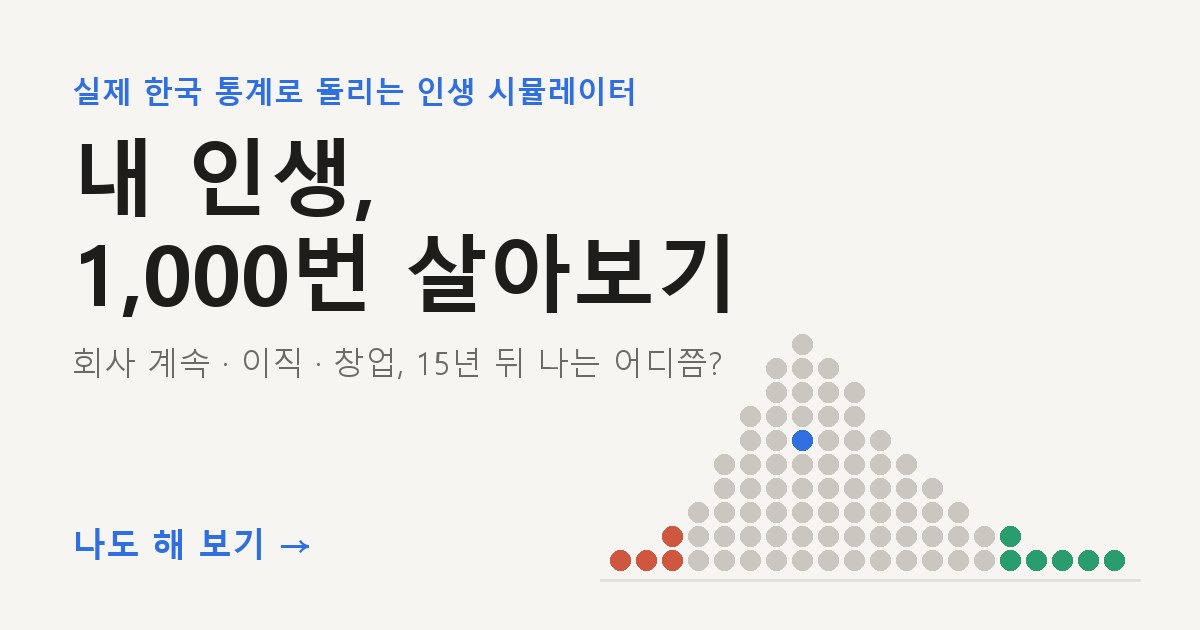 실제 한국 통계로 돌리는 인생 시뮬레이터
내 인생,
1,000번 살아보기
회사 계속 · 이직 · 창업, 15년 뒤 나는 어디쯤?
나도 해 보기 →